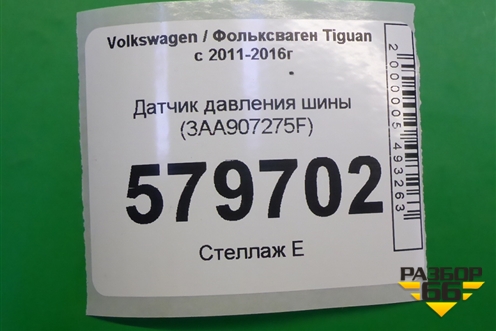 Volkswagen / Фольксваген Tiguan
с 2011-2016г
Датчик давления шины
(3AA907275F)
579702
Стеллаж Е
2000005493263
РАЗБОР
66